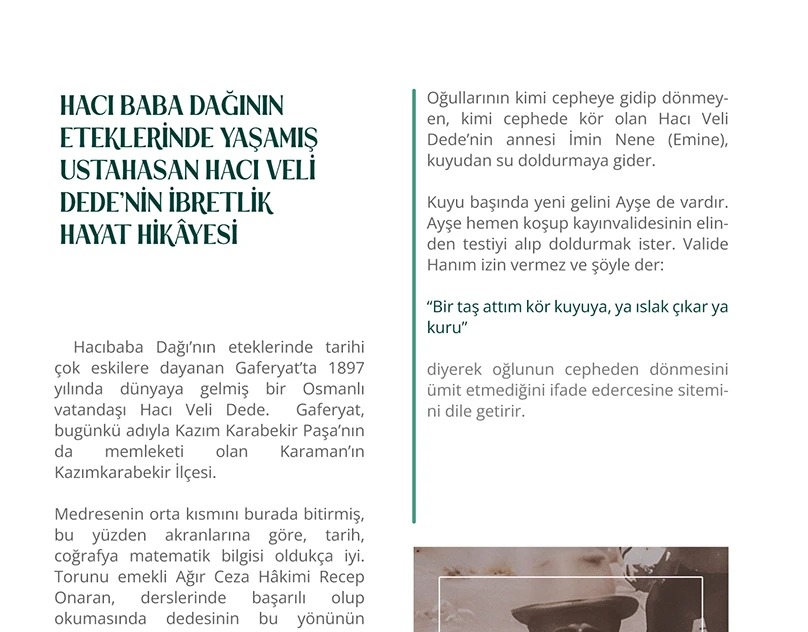 HACI BABA DAĞININ
ETEKLERİNDE YAŞAMIŞ
USTAHASAN HACI VELİ
DEDE’NİN İBRETLİK
HAYAT HİKÂYESİ
Hacıbaba Dağı’nın eteklerinde tarihi
çok eskilere dayanan Gaferyat’ta 1897
yılında dünyaya gelmiş bir Osmanlı
vatandaşı Hacı Veli Dede. Gaferyat,
bugünkü adıyla Kazım Karabekir Paşa’nın
da memleketi olan Karaman’ın
Kazımkarabekir İlçesi.
Medresenin orta kısmını burada bitirmiş,
bu yüzden akranlarına göre, tarih,
coğrafya matematik bilgisi oldukça iyi.
Torunu emekli Ağır Ceza Hâkimi Recep
Onaran, derslerinde başarılı olup
okumasında dedesinin bu yönünün
Oğullarının kimi cepheye gidip dönmey-
en, kimi cephede kör olan Hacı Veli
Dede’nin annesi İmin Nene (Emine),
kuyudan su doldurmaya gider.
Kuyu başında yeni gelini Ayşe de vardır.
Ayşe hemen koşup kayınvalidesinin elin-
den testiyi alıp doldurmak ister. Valide
Hanım izin vermez ve şöyle der:
“Bir taş attım kör kuyuya, ya ıslak çıkar ya
kuru”
diyerek oğlunun cepheden dönmesini
ümit etmediğini ifade edercesine sitemi-
ni dile getirir.